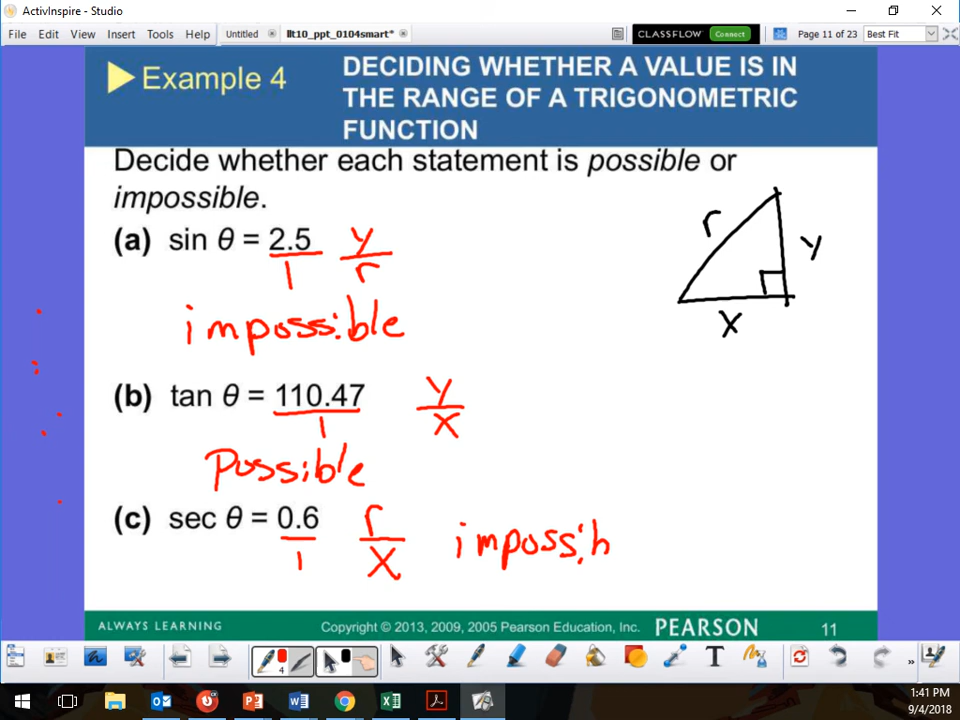 ActivInspire - Studio
File Edit View Insert Tools Help Untitled llt10_ppt_0104smart* CLASSFLOW Connect Page 11 of 23 Best Fit
Example 4
DECIDING WHETHER A VALUE IS IN
THE RANGE OF A TRIGONOMETRIC
FUNCTION
Decide whether each statement is possible or
impossible.
(a) sin θ = 2.5 y
1 r
impossible
r
y
x
(b) tan θ = 110.47 y
1 x
Possible
(c) sec θ = 0.6 r
1 x
impossib
ALWAYS LEARNING Copyright © 2013, 2009, 2005 Pearson Education, Inc. PEARSON 11
4
T
1:41 PM
9/4/2018